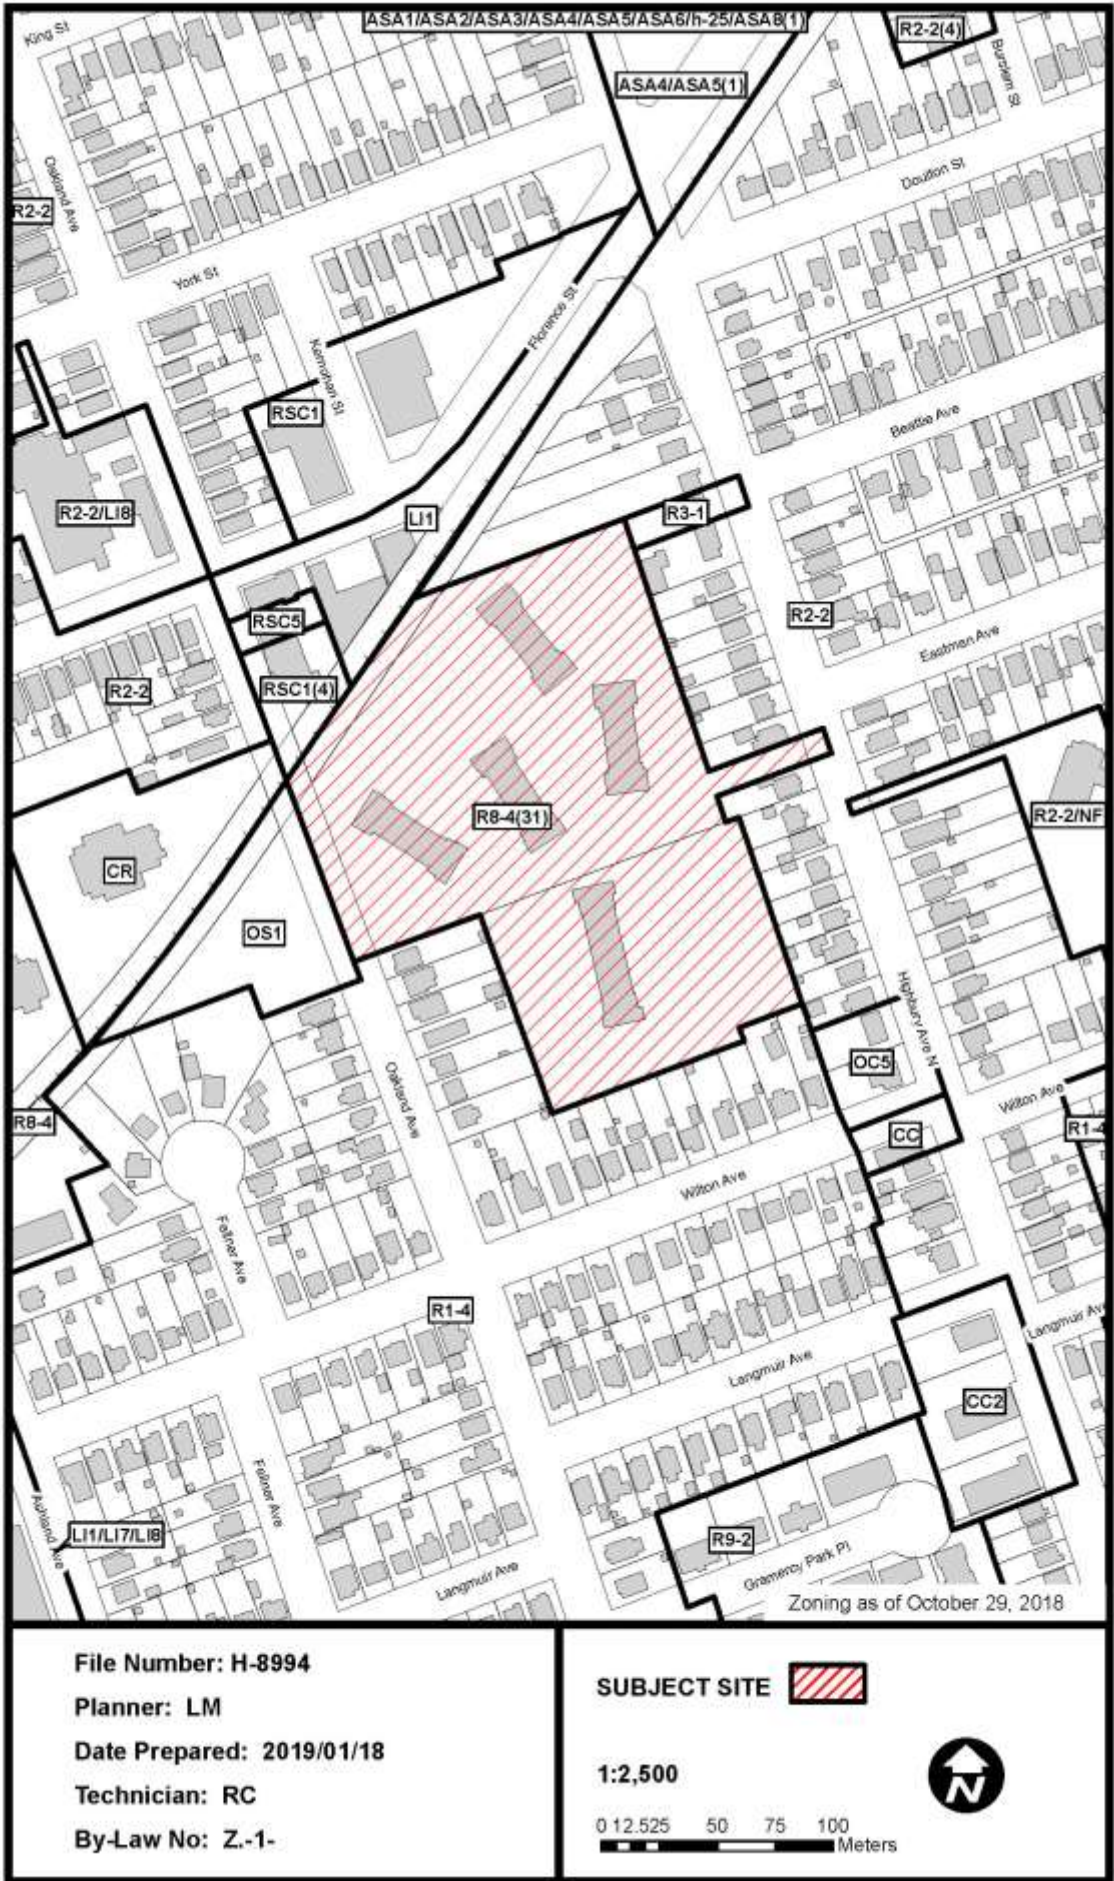 ASA1/ASA2/ASA3/ASA4/ASA5/ASA6/h-25/ASA8(1)
R2-2(4)
King St
ASA4/ASA5(1)
Burslem St
Oakland Ave
Doulton St
R2-2
York St
Florence St
Kernohan St
RSC1
Beattie Ave
R2-2/LI8
LI1
R3-1
RSC5
R2-2
Eastman Ave
R2-2
RSC1(4)
R8-4(31)
R2-2/NF
CR
OS1
Highbury Ave N
OC5
Oakland Ave
Wilton Ave
R8-4
CC
R1-4
Wilton Ave
Fellner Ave
R1-4
Langmuir Ave
Langmuir Ave
CC2
Fellner Ave
Ashland Ave
LI1/LI7/LI8
R9-2
Langmuir Ave
Gramercy Park Pl
Zoning as of October 29, 2018
File Number: H-8994
Planner: LM
Date Prepared: 2019/01/18
Technician: RC
By-Law No: Z.-1-
SUBJECT SITE
1:2,500
N
0 12.525 50 75 100
Meters